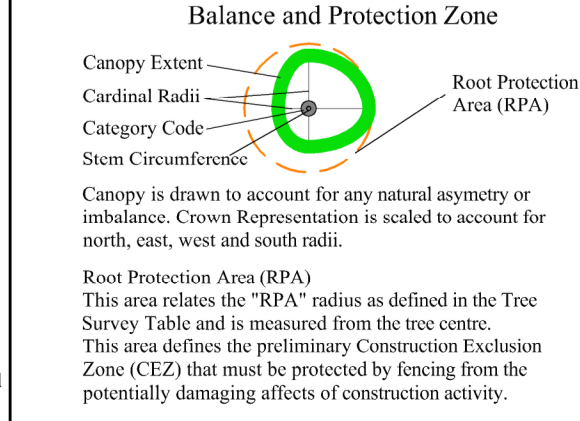 Balance and Protection Zone
Canopy Extent
Cardinal Radii
Category Code
Stem Circumference
Root Protection
Area (RPA)
Canopy is drawn to account for any natural asymetry or
imbalance. Crown Representation is scaled to account for
north, east, west and south radii.
Root Protection Area (RPA)
This area relates the "RPA" radius as defined in the Tree
Survey Table and is measured from the tree centre.
This area defines the preliminary Construction Exclusion
Zone (CEZ) that must be protected by fencing from the
potentially damaging affects of construction activity.